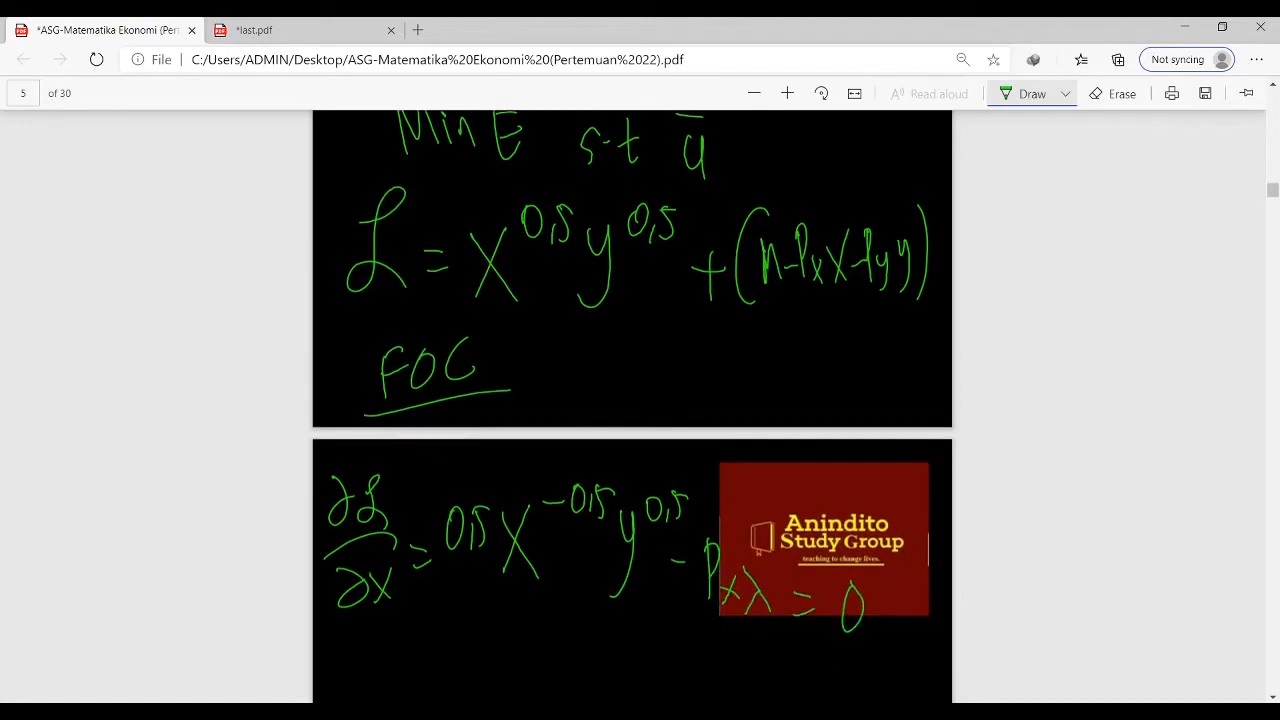 *ASG-Matematika Ekonomi (Per
*last.pdf
File C:/Users/ADMIN/Desktop/ASG-Matematika%20Ekonomi%20(Pertemuan%2022).pdf Not syncing
5 of 30 Read aloud Draw Erase
Min E s.t ū
ℒ = X^0,5 y^0,5 + (M-PxX-Pyy)
FOC
∂ℒ/∂x = 0,5X^-0,5 y^0,5 - Pxλ = 0
Anindito
Study Group
teaching to change lives.